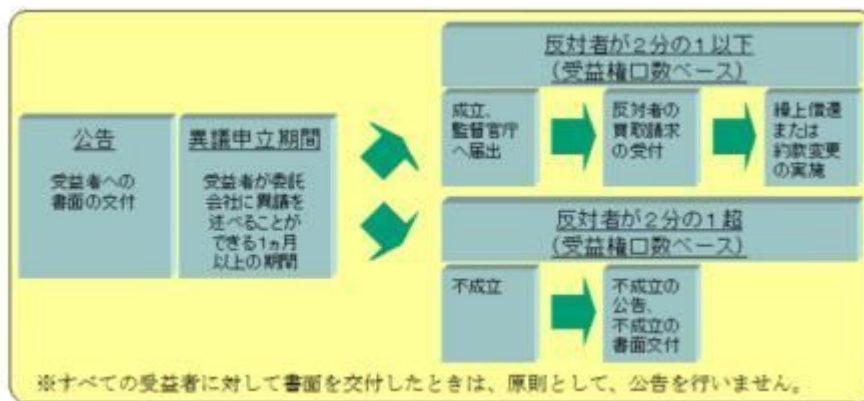 公告
受益者への
書面の交付
異議申立期間
受益者が委託
会社に異議を
述べることが
できる1ヵ月
以上の期間
反対者が2分の1以下
(受益権口数ベース)
成立、
監督官庁
へ届出
反対者の
買取請求
の受付
繰上償還
または
約款変更
の実施
反対者が2分の1超
(受益権口数ベース)
不成立
不成立の
公告、
不成立の
書面交付
※すべての受益者に対して書面を交付したときは、原則として、公告を行いません。